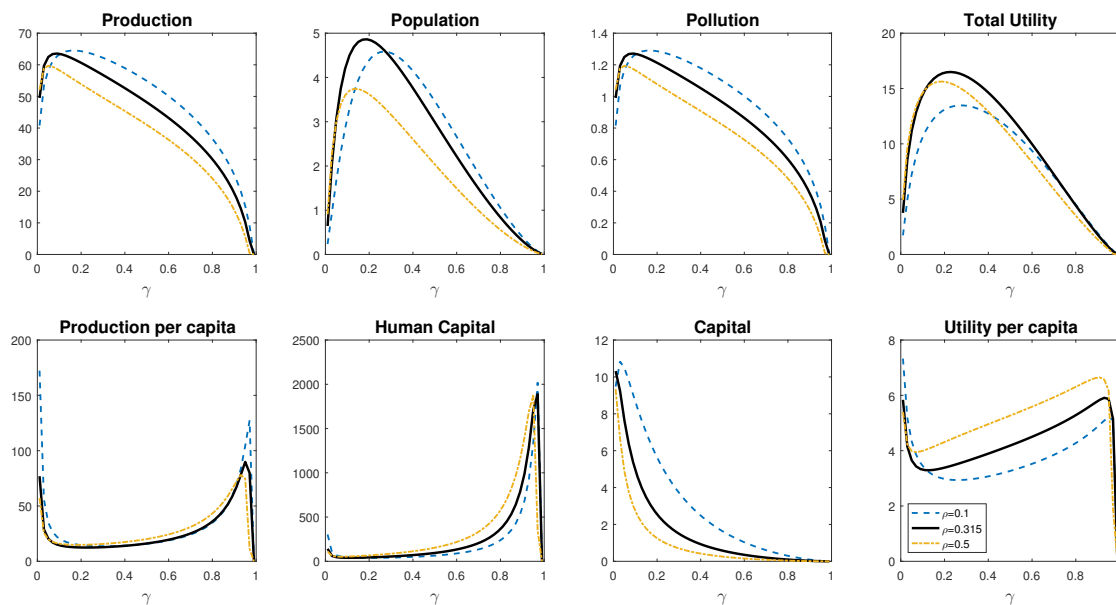 Production
70
60
50
40
30
20
10
0
0 0.2 0.4 0.6 0.8 1
γ
Population
5
4
3
2
1
0
0 0.2 0.4 0.6 0.8 1
γ
Pollution
1.4
1.2
1
0.8
0.6
0.4
0.2
0
0 0.2 0.4 0.6 0.8 1
γ
Total Utility
20
15
10
5
0
0 0.2 0.4 0.6 0.8
γ
Production per capita
200
150
100
50
0
0 0.2 0.4 0.6 0.8 1
γ
Human Capital
2500
2000
1500
1000
500
0
0 0.2 0.4 0.6 0.8 1
γ
Capital
12
10
8
6
4
2
0
0 0.2 0.4 0.6 0.8 1
γ
Utility per capita
8
6
4
2
0
ρ=0.1
ρ=0.315
ρ=0.5
0 0.2 0.4 0.6 0.8
γ